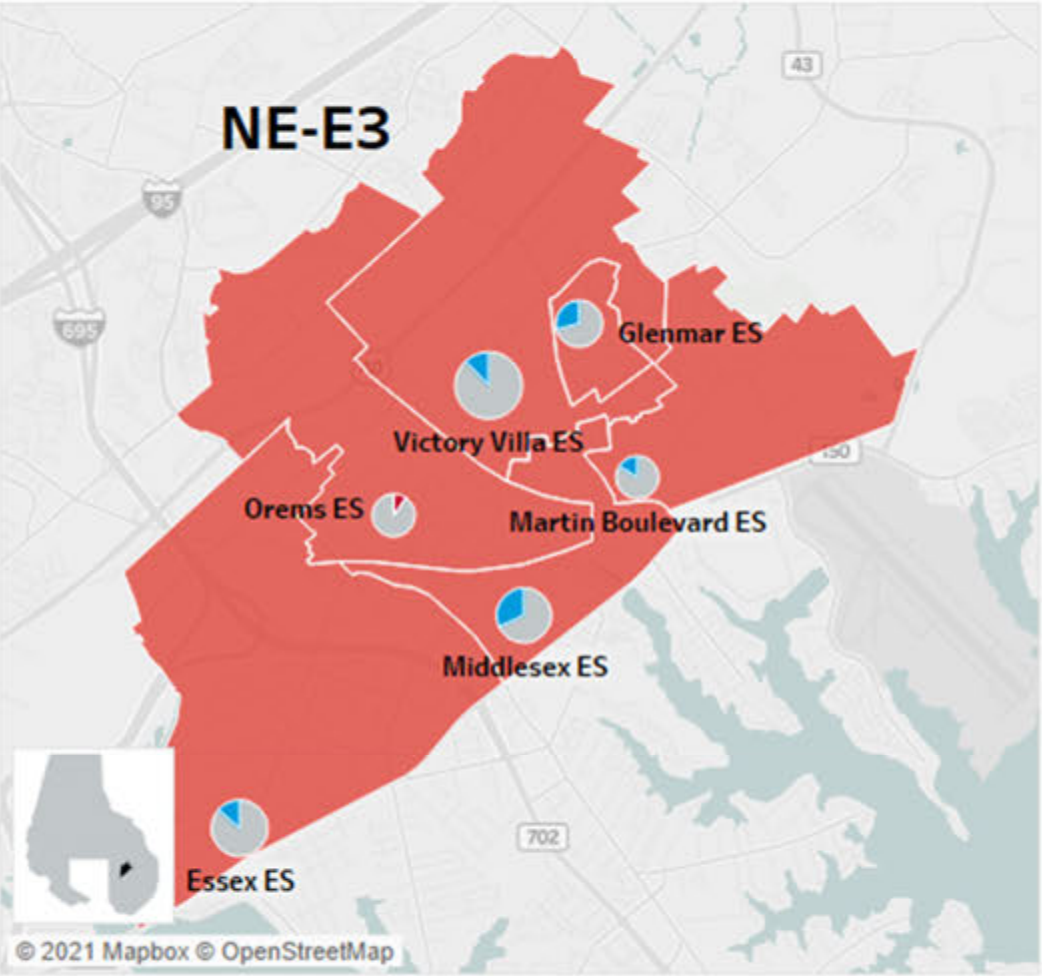 43
NE-E3
95
695
Glenmar ES
Victory Villa ES
Orems ES
Martin Boulevard ES
Middlesex ES
702
Essex ES
© 2021 Mapbox © OpenStreetMap